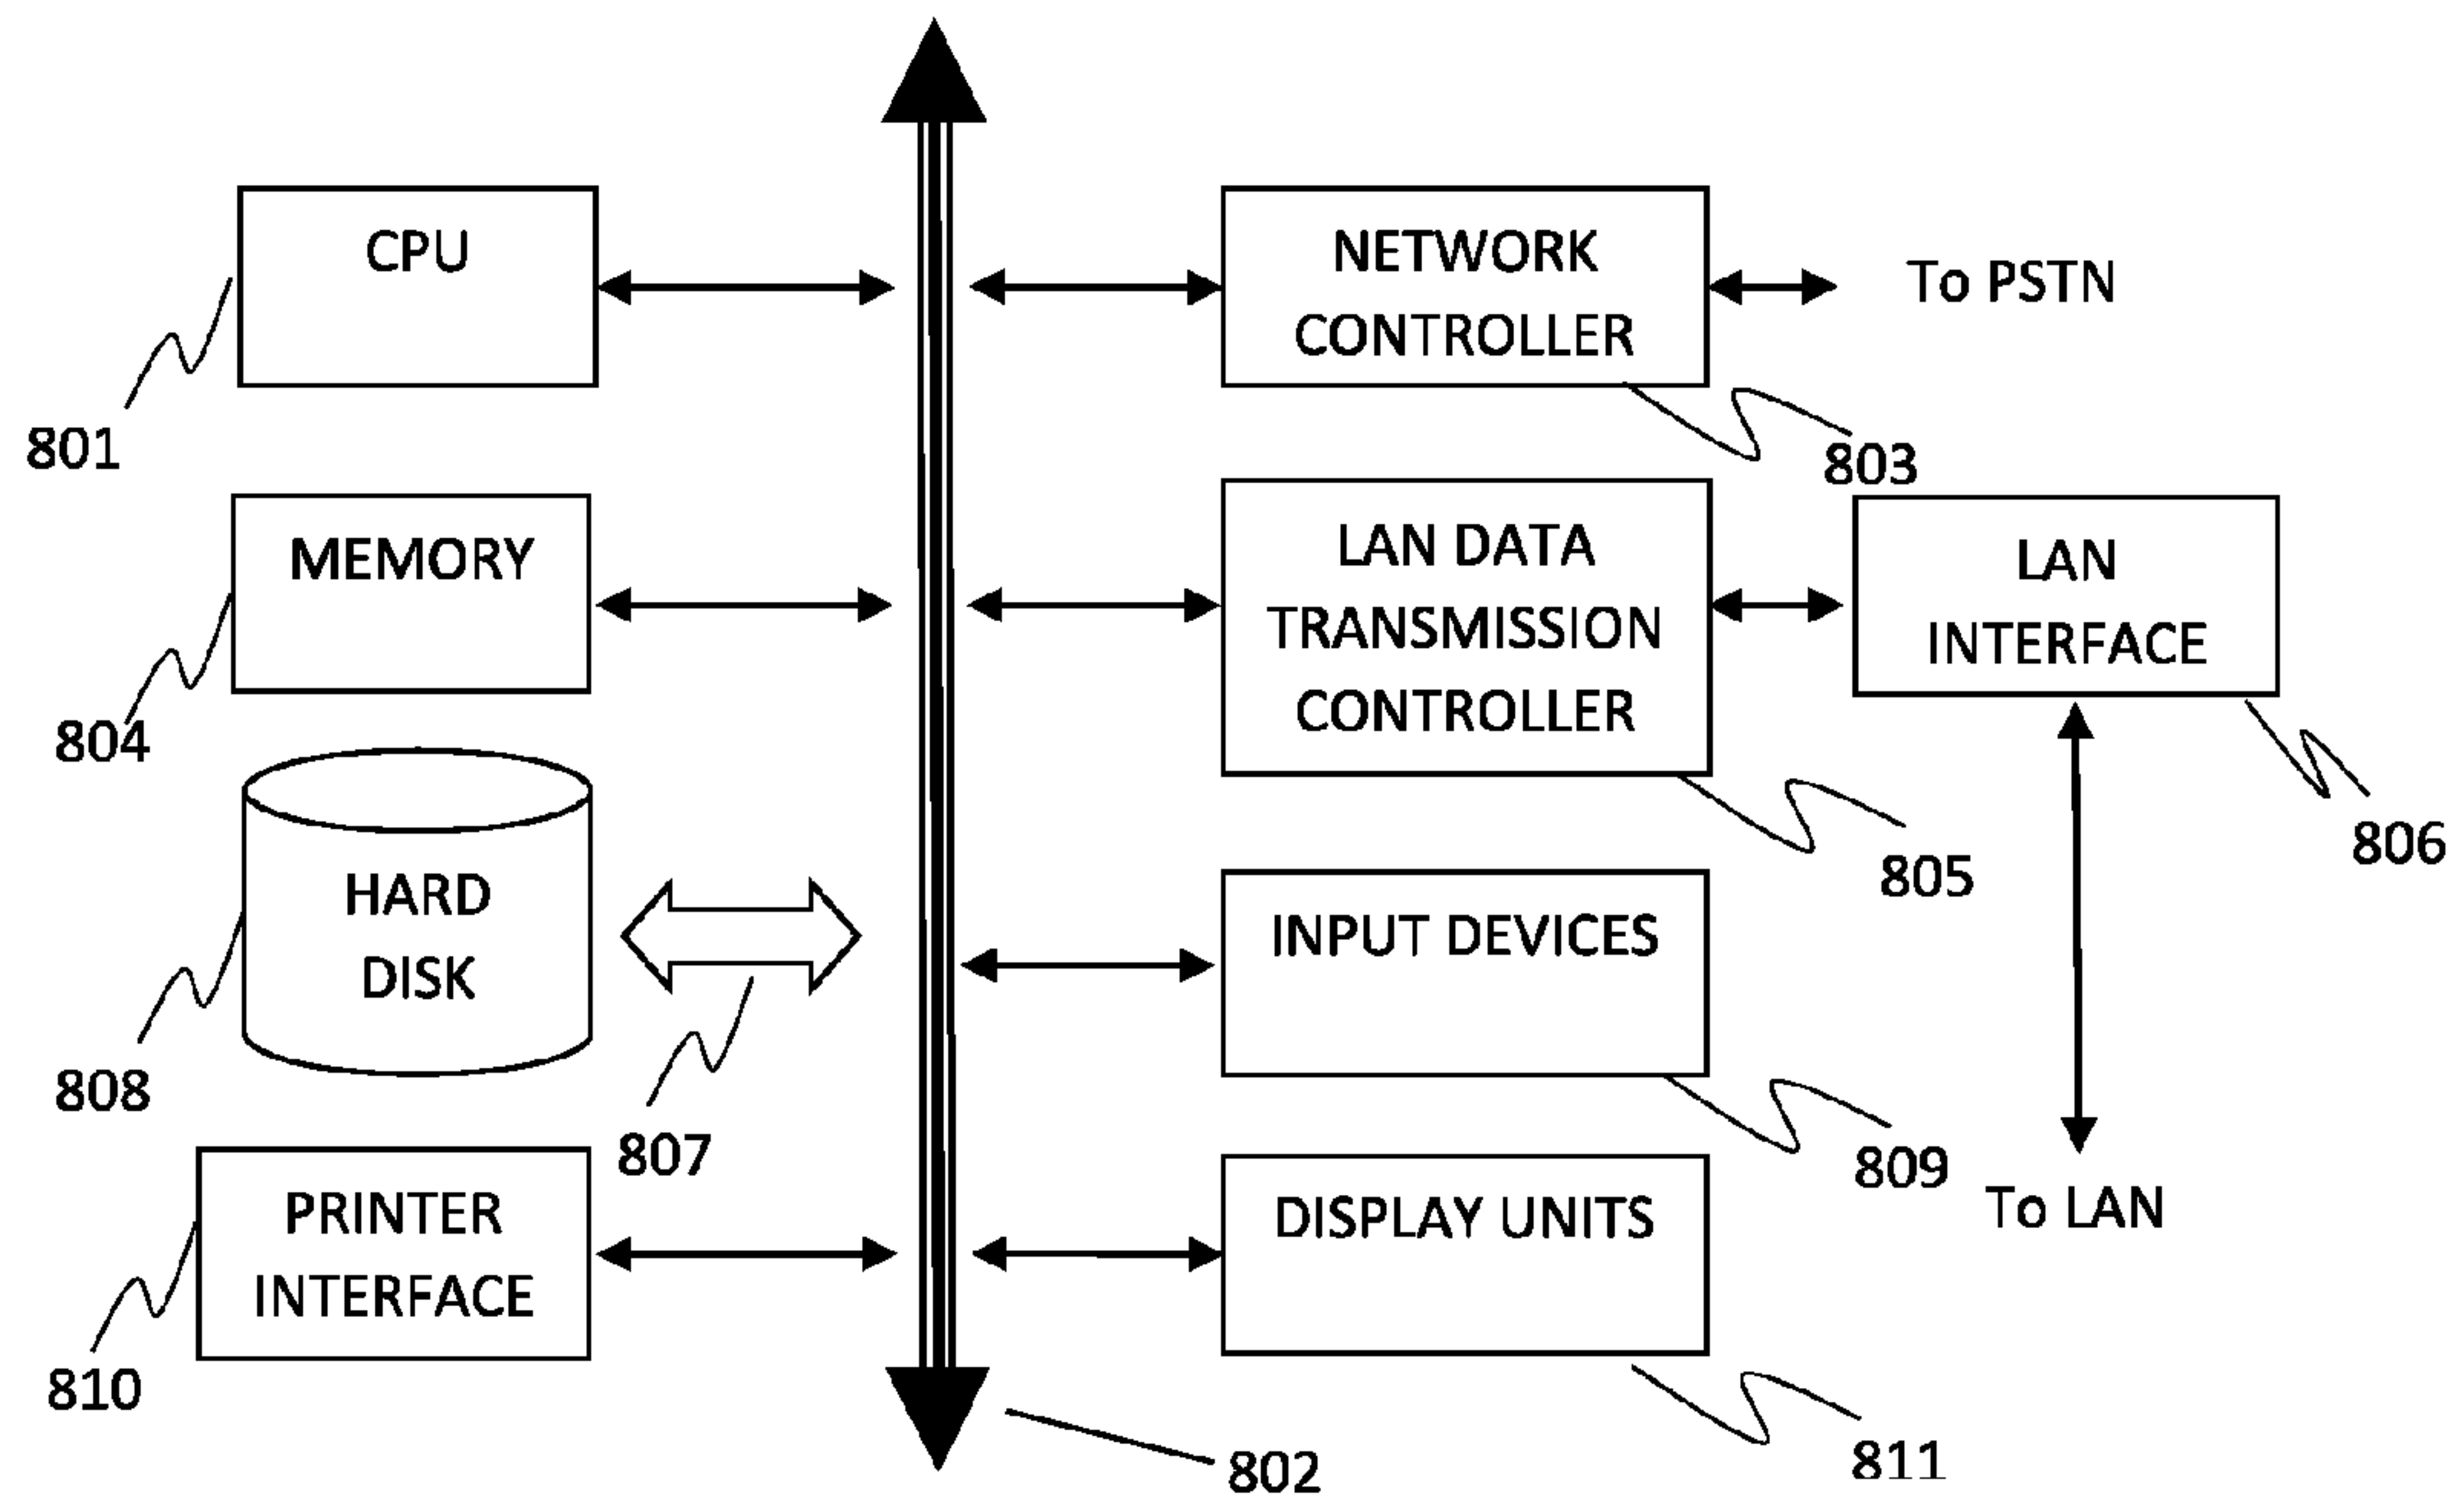 CPU
801
NETWORK
CONTROLLER
To PSTN
803
MEMORY
804
LAN DATA
TRANSMISSION
CONTROLLER
805
LAN
INTERFACE
806
HARD
DISK
808
807
INPUT DEVICES
809
To LAN
PRINTER
INTERFACE
810
DISPLAY UNITS
811
802